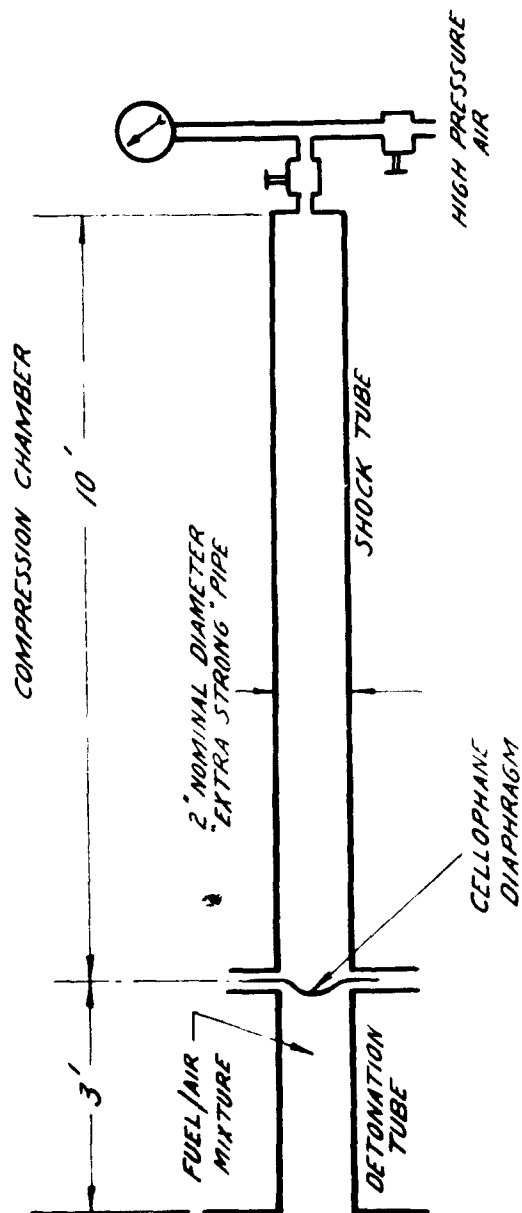 COMPRESSION CHAMBER
3'
10'
2" NOMINAL DIAMETER
"EXTRA STRONG" PIPE
FUEL/AIR
MIXTURE
DETONATION
TUBE
CELLOPHANE
DIAPHRAGM
SHOCK TUBE
HIGH PRESSURE
AIR